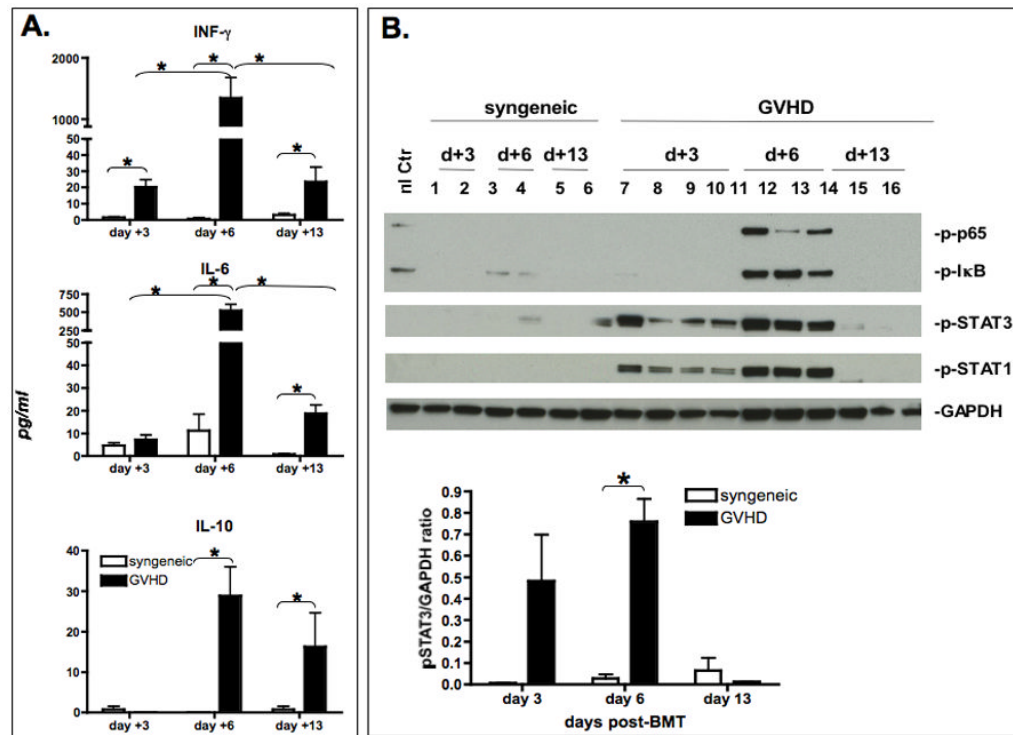 A.
INF-γ
* * *
2000
1000
50
40
30
20
10
0
* *
day +3 day +6 day +13
IL-6
* * *
750
500
250
40
30
20
10
0
*
day +3 day +6 day +13
pg/ml
IL-10
syngeneic
GVHD
40
30
20
10
0
* *
day +3 day +6 day +13
B.
syngeneic GVHD
nl Ctr d+3 d+6 d+13 d+3 d+6 d+13
1 2 3 4 5 6 7 8 9 10 11 12 13 14 15 16
-p-p65
-p-IκB
-p-STAT3
-p-STAT1
-GAPDH
pSTAT3/GAPDH ratio
0.9
0.8
0.7
0.6
0.5
0.4
0.3
0.2
0.1
0.0
*
syngeneic
GVHD
day 3 day 6 day 13
days post-BMT